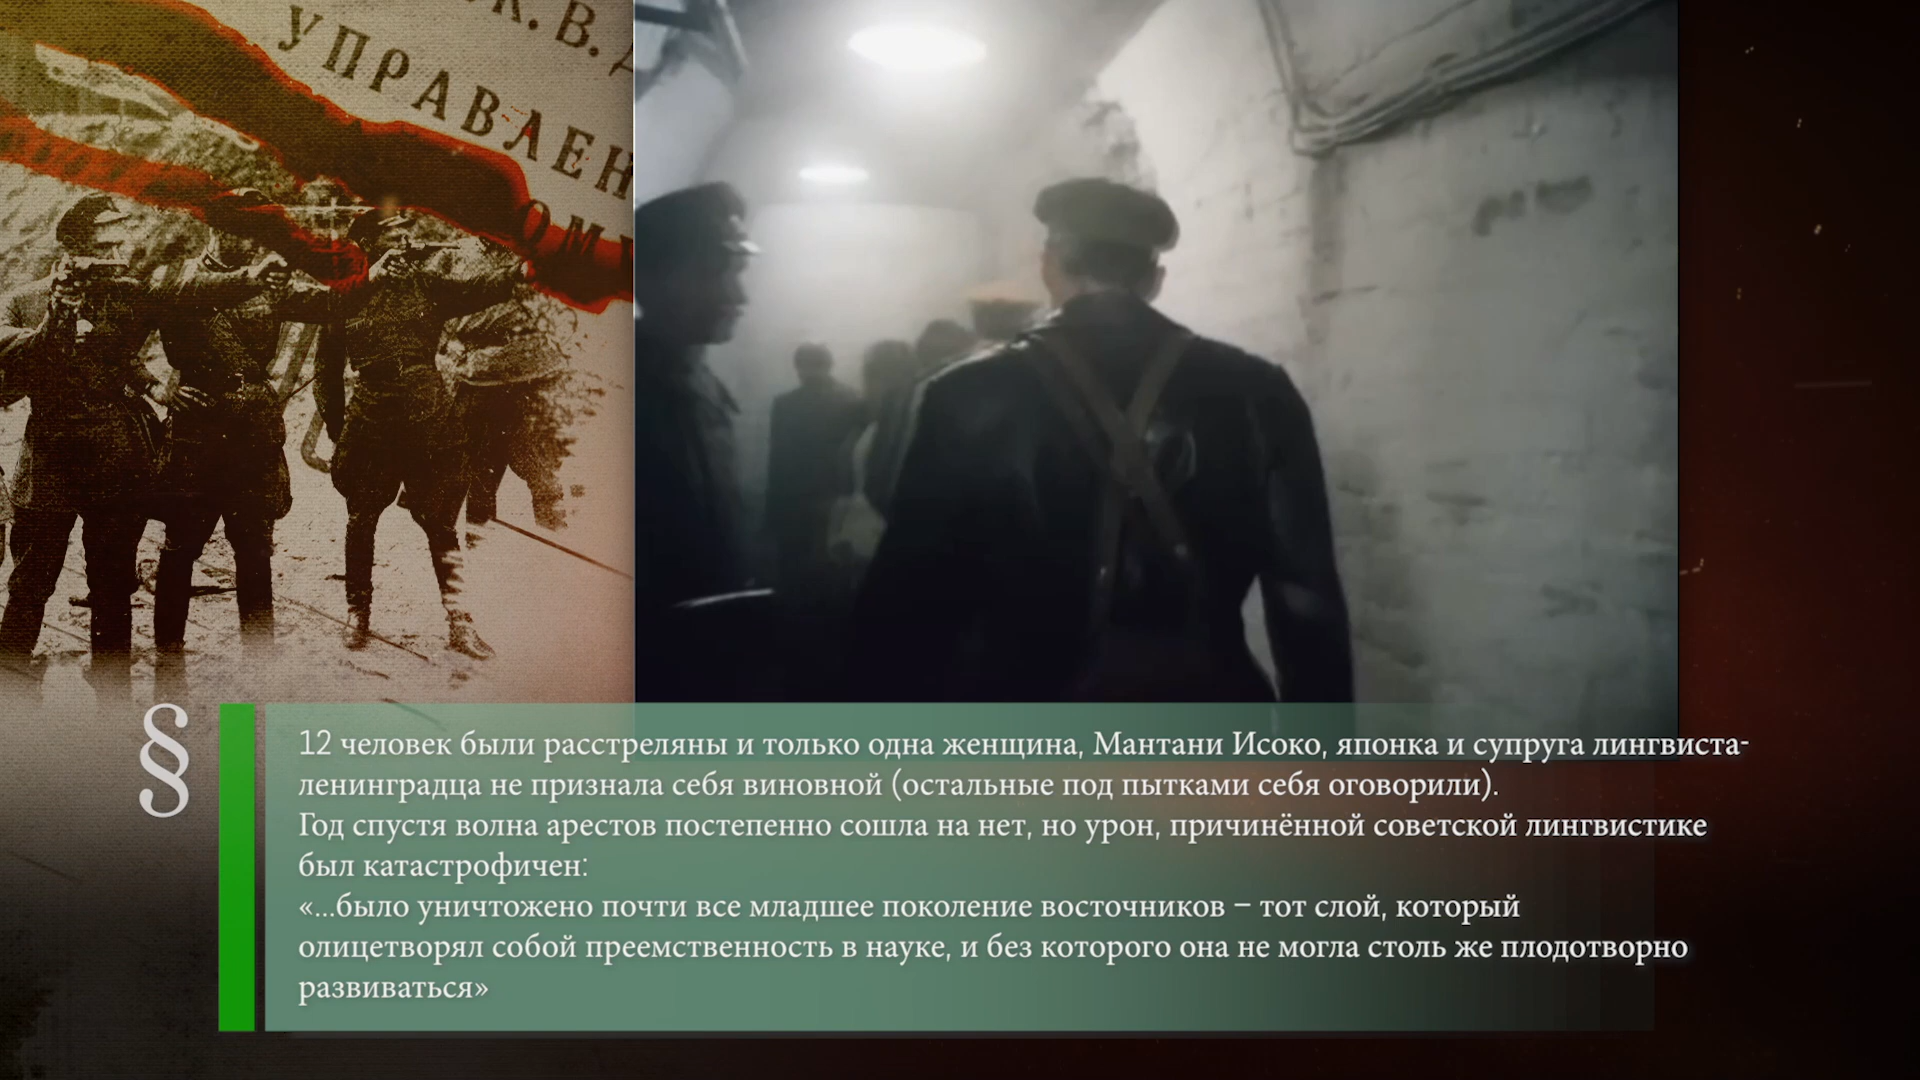 К. В. Д
УПРАВЛЕН
ОМУ
§
12 человек были расстреляны и только одна женщина, Мантани Исоко, японка и супруга лингвиста-
ленинградца не признала себя виновной (остальные под пытками себя оговорили).
Год спустя волна арестов постепенно сошла на нет, но урон, причинённой советской лингвистике
был катастрофичен:
«...было уничтожено почти все младшее поколение восточников – тот слой, который
олицетворял собой преемственность в науке, и без которого она не могла столь же плодотворно
развиваться»